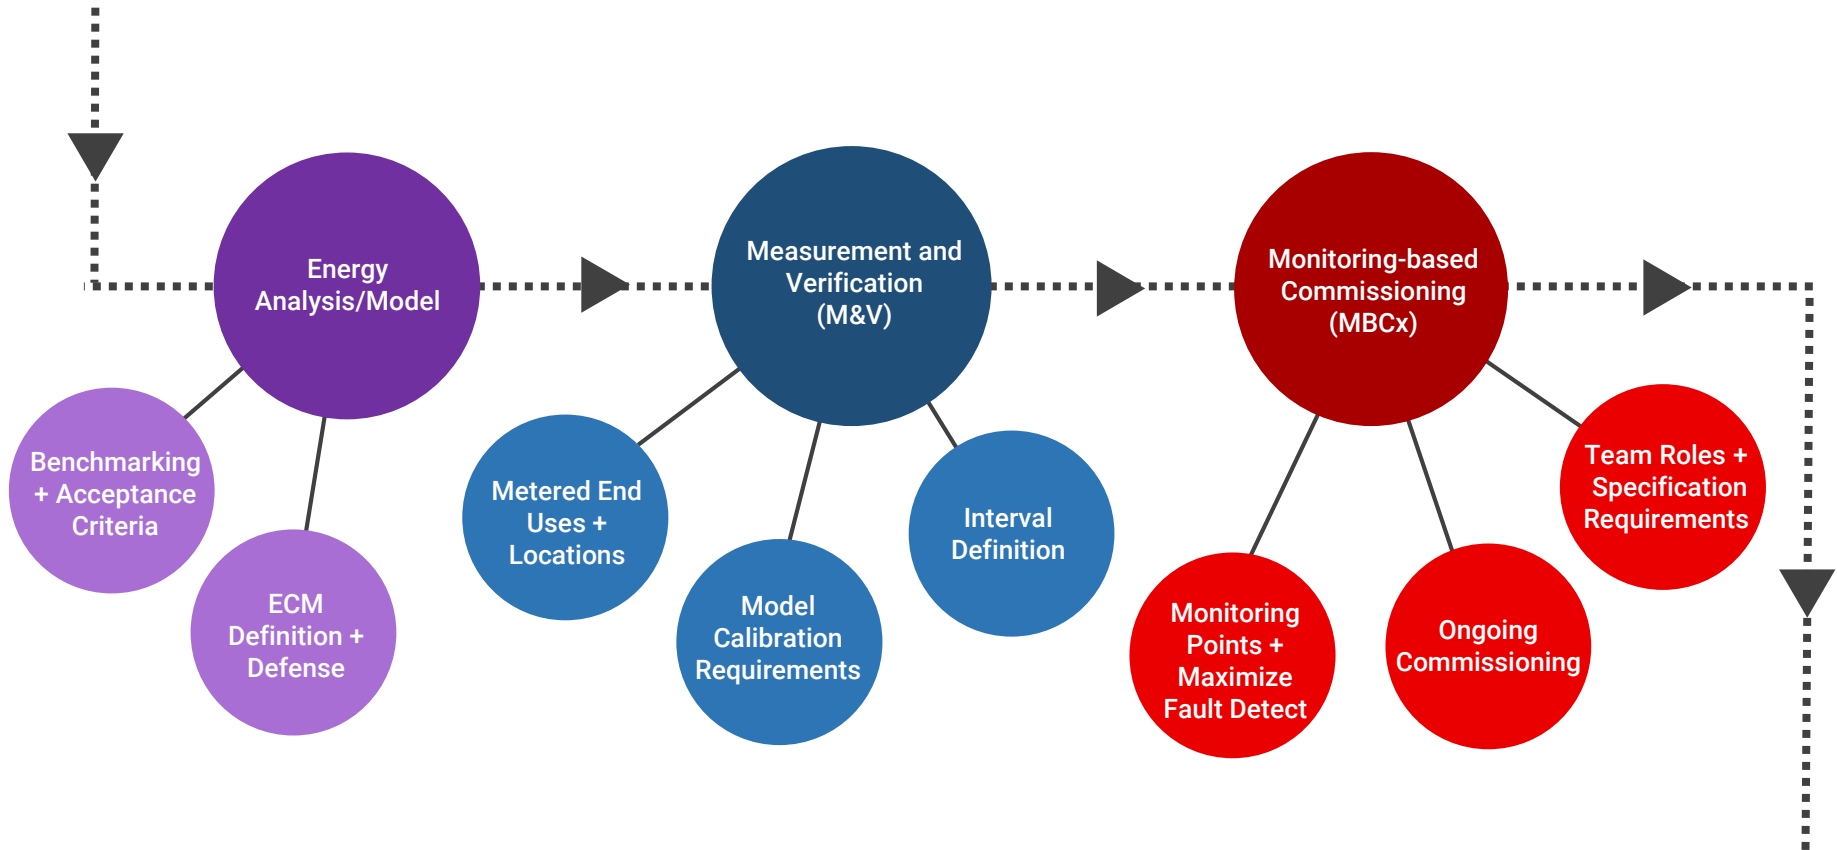 Energy
Analysis/Model
Measurement and
Verification
(M&V)
Monitoring-based
Commissioning
(MBCx)
Benchmarking
+ Acceptance
Criteria
ECM
Definition +
Defense
Metered End
Uses +
Locations
Model
Calibration
Requirements
Interval
Definition
Monitoring
Points +
Maximize
Fault Detect
Ongoing
Commissioning
Team Roles +
Specification
Requirements